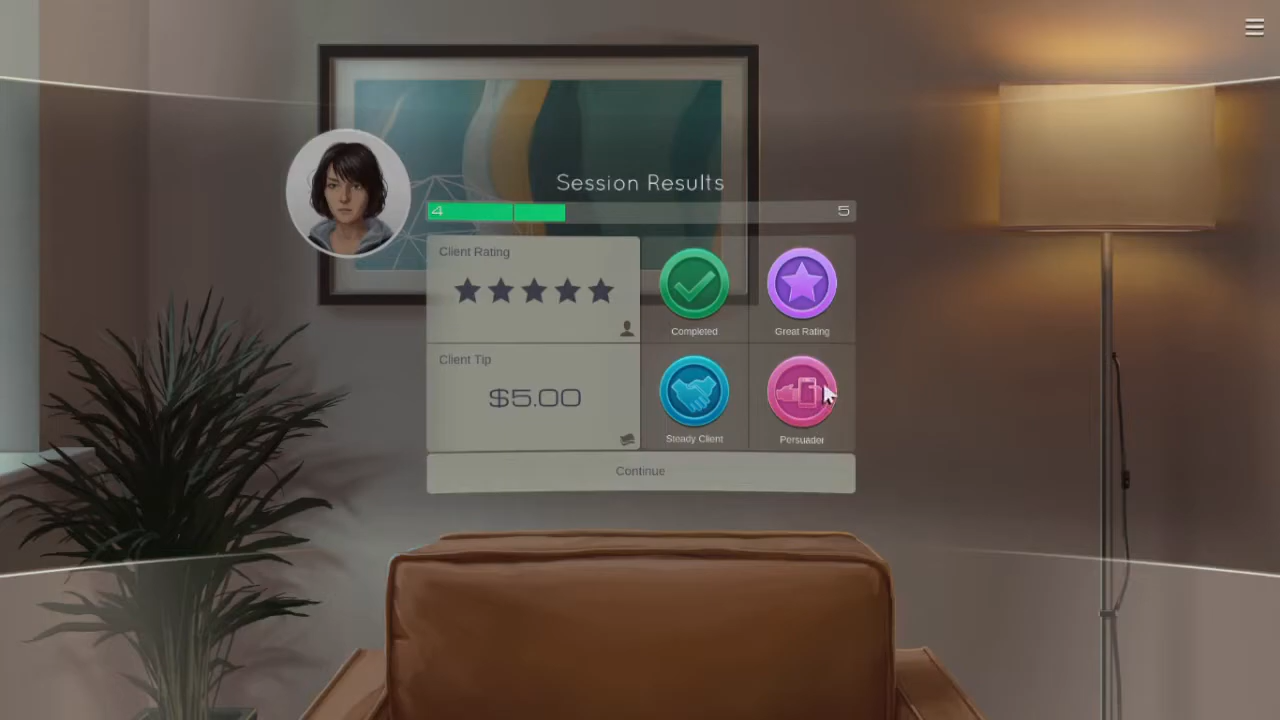 Session Results
4
5
Client Rating
Completed
Great Rating
Client Tip
$5.00
Steady Client
Persuader
Continue